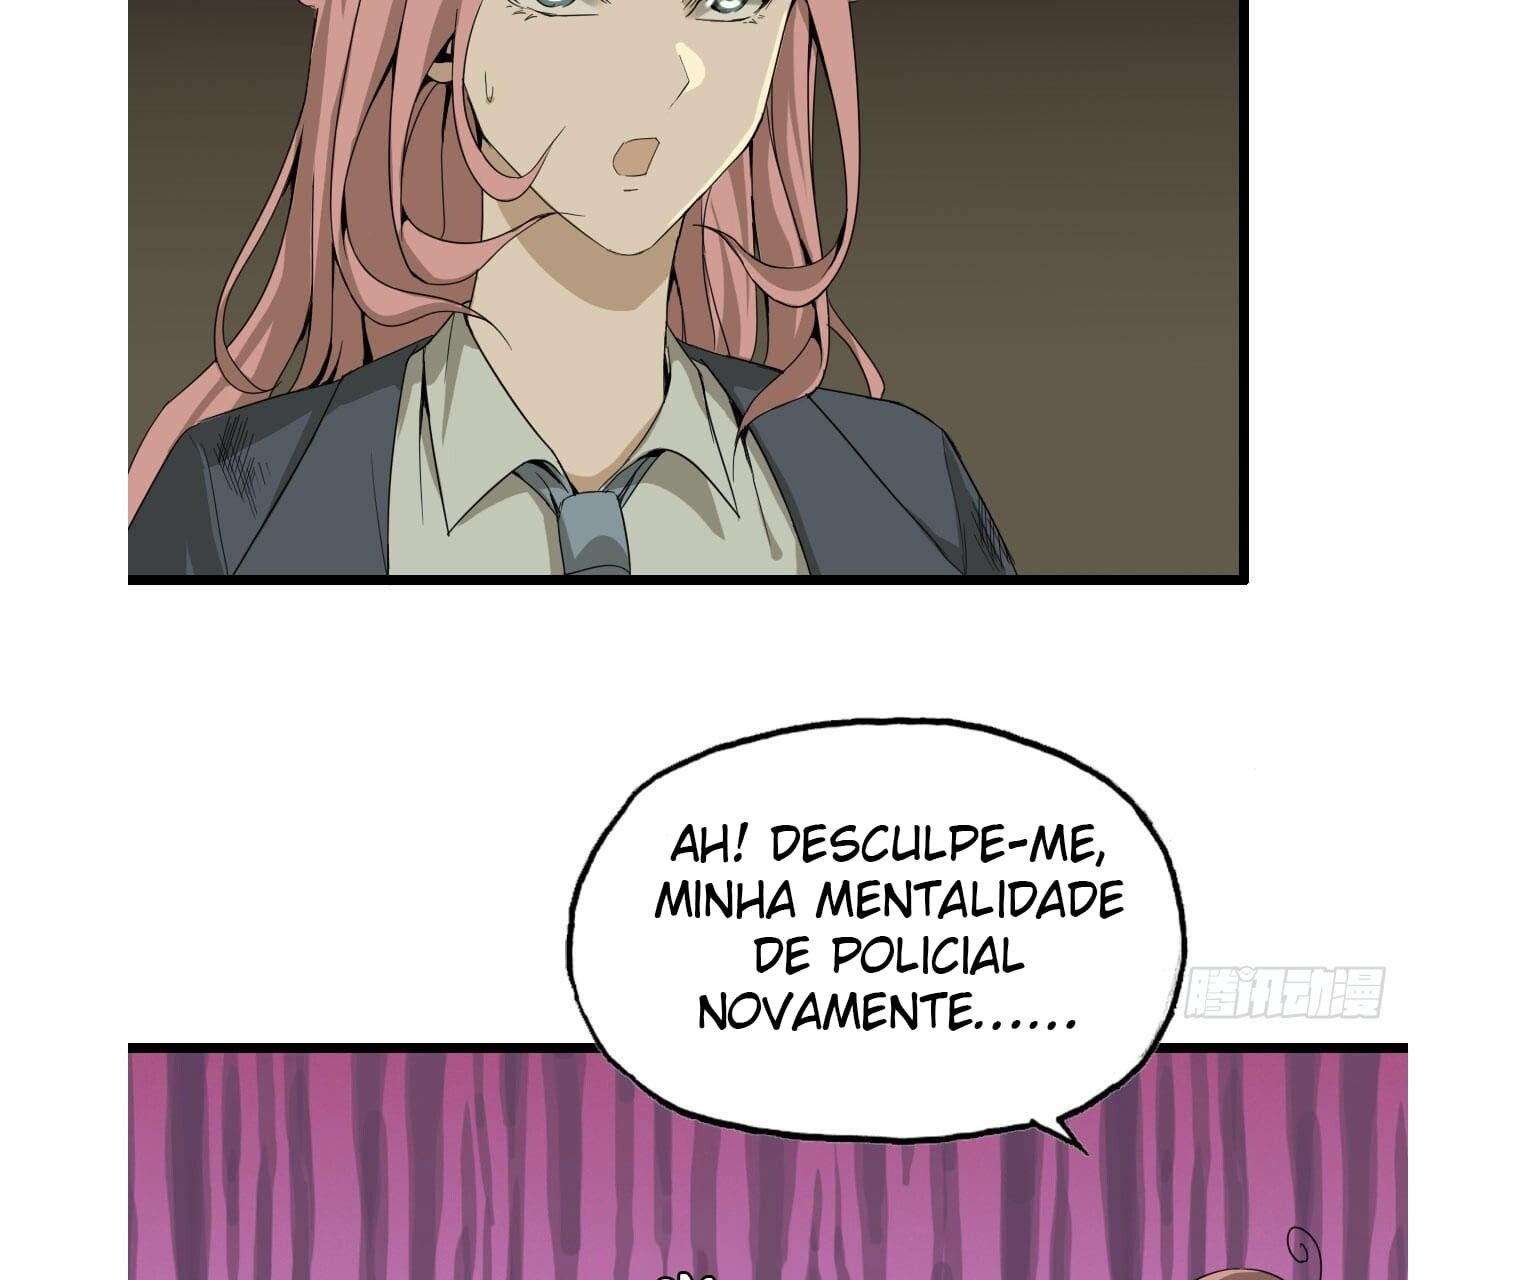 AH! DESCULPE-ME,
MINHA MENTALIDADE
DE POLICIAL
NOVAMENTE......
腾讯动漫